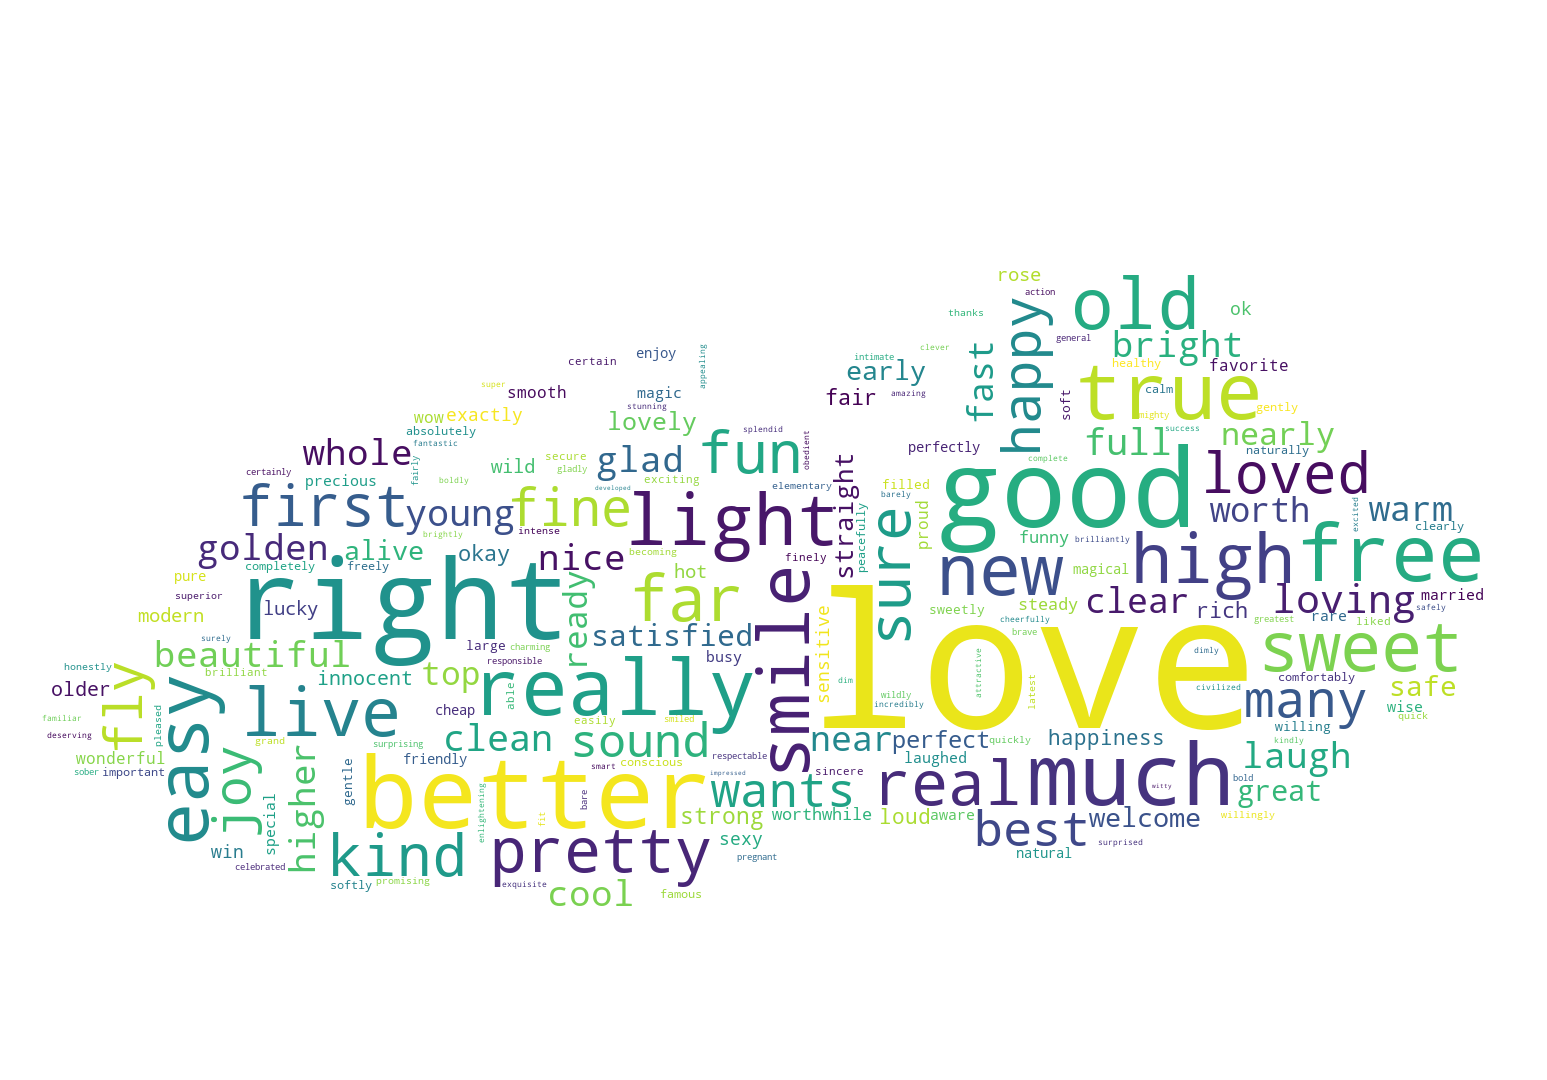 rose
action
old
ok
thanks
happy
general
bright
fast
certain
enjoy
appealing
clever
intimate
early
healthy
favorite
super
smooth
magic
fair
amazing
soft
calm
true
gently
stunning
wow
exactly
lovely
mighty
success
absolutely
splendid
full
nearly
whole
fantastic
fun
obedient
perfectly
naturally
glad
secure
gladly
wild
complete
loved
certainly
precious
fairly
boldly
exciting
elementary
straight
filled
good
developed
barely
first
young
fine
light
sure
proud
worth
warm
excited
clearly
golden
alive
brightly
intense
nice
becoming
finely
peacefully
funny
brilliantly
high
free
okay
completely
freely
right
hot
new
magical
pure
superior
ready
far
clear
loving
married
modern
lucky
smile
love
sweetly
steady
rich
rare
liked
safely
greatest
surely
satisfied
sensitive
cheerfully
brave
beautiful
large
charming
responsible
busy
dimly
sweet
honestly
brilliant
innocent
top
really
dim
attractive
comfortably
older
fly
easy
able
wildly
incredibly
latest
civilized
many
safe
familiar
pleased
live
cheap
easily
smiled
wise
quick
deserving
grand
clean
sound
near
perfect
quickly
happiness
willing
wonderful
joy
higher
surprising
friendly
conscious
respectable
laughed
kindly
laugh
sober
important
gentle
better
smart
impressed
sincere
real
much
bold
witty
great
special
enlightening
fit
bare
wants
strong
worthwhile
loud
aware
best
welcome
willingly
win
kind
pretty
sexy
surprised
celebrated
softly
promising
exquisite
pregnant
natural
cool
famous